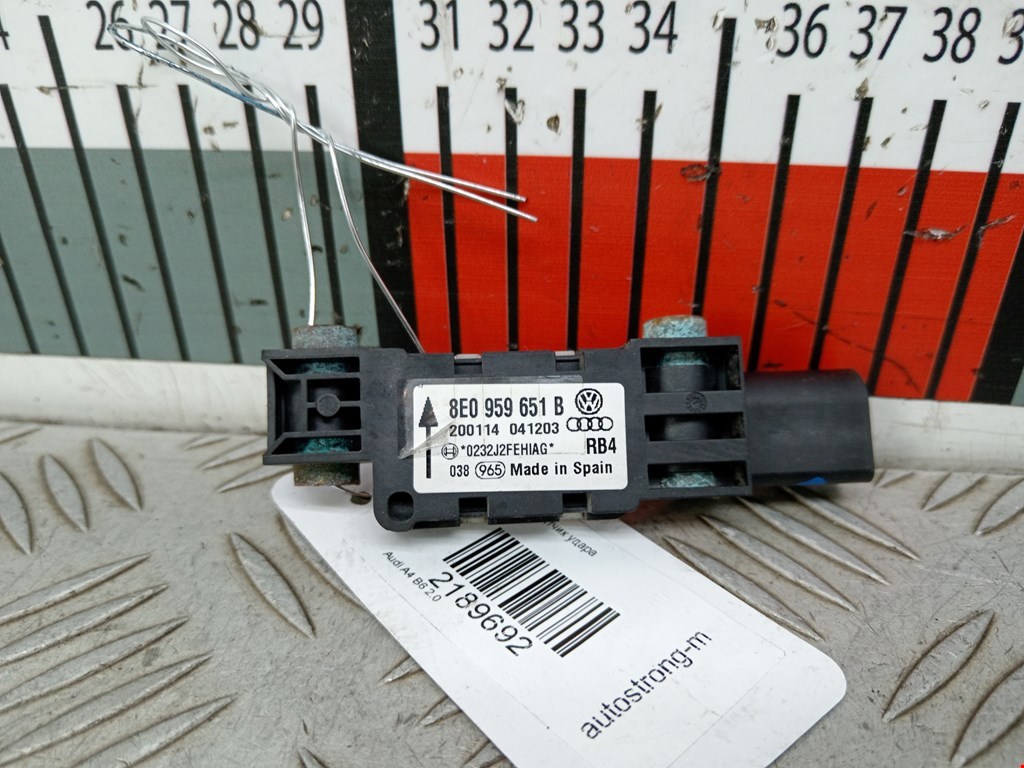 26 27 28 29 31 32 33 34 36 37 38
8E0 959 651 B
200114 041203
*0232J2FEHIAG* RB4
038 965 Made in Spain
удара
Audi A4 B6 2.0
2189692
autostrong-m